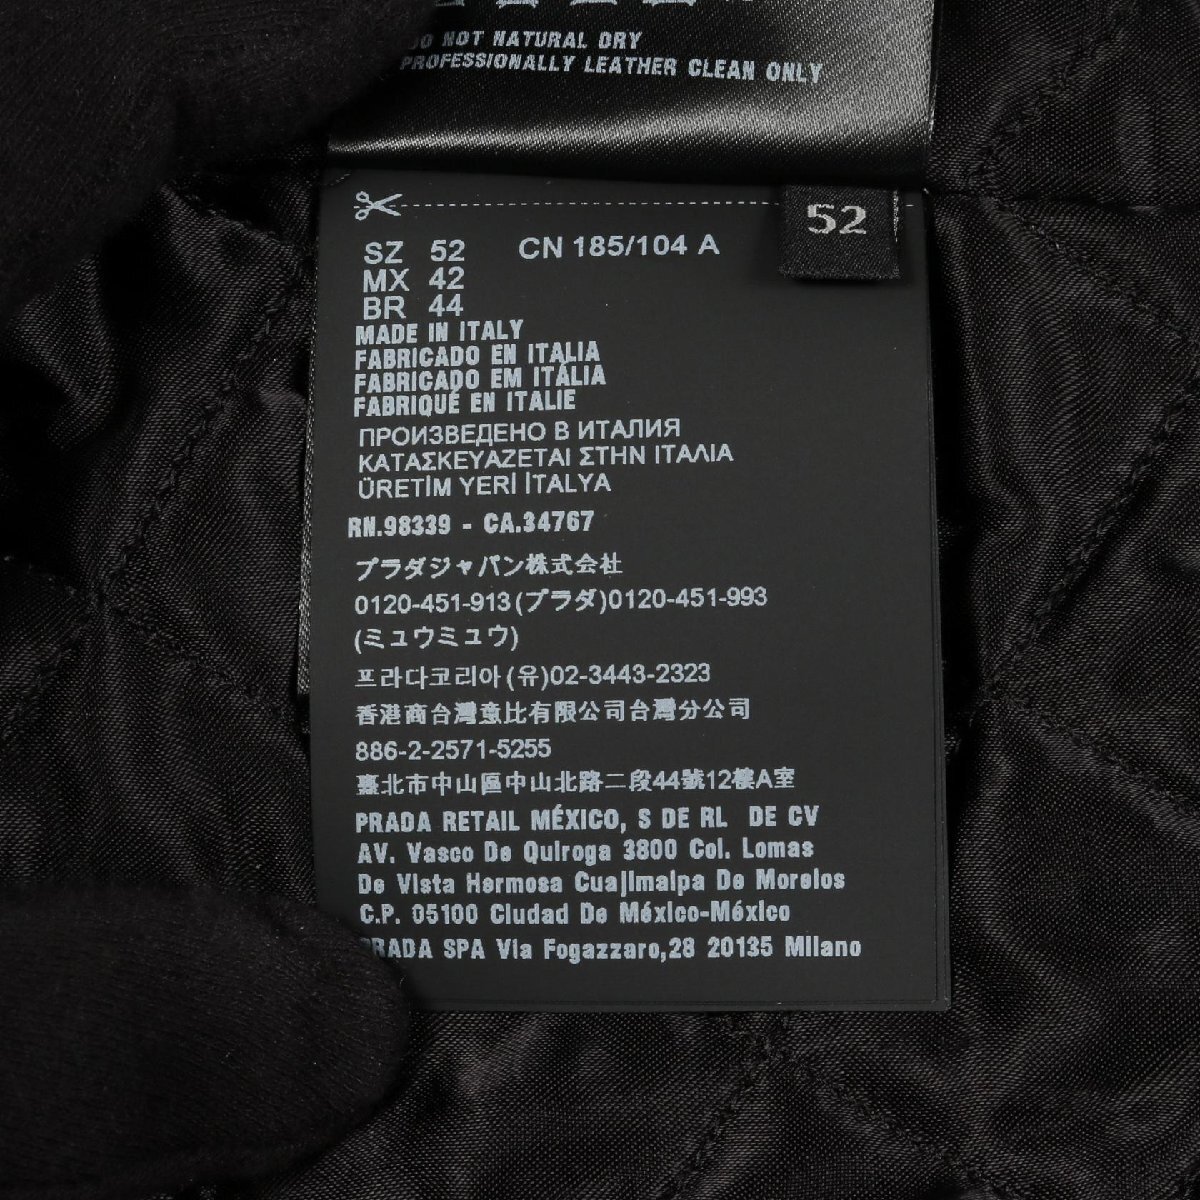 DO NOT NATURAL DRY
PROFESSIONALLY LEATHER CLEAN ONLY
52
SZ 52 CN 185/104 A
MX 42
BR 44
MADE IN ITALY
FABRICADO EN ITALIA
FABRICADO EM ITÁLIA
FABRIQUÉ EN ITALIE
ПРОИЗВЕДЕНО В ИТАЛИЯ
ΚΑΤΑΣΚΕΥΑΖΕΤΑΙ ΣΤΗΝ ΙΤΑΛΙΑ
ÜRETİM YERİ İTALYA
RN.98339 - CA.34767
プラダジャパン株式会社
0120-451-913(プラダ)0120-451-993
(ミュウミュウ)
프라다코리아(유)02-3443-2323
香港商台灣意比有限公司台灣分公司
886-2-2571-5255
臺北市中山區中山北路二段44號12樓A室
PRADA RETAIL MÉXICO, S DE RL DE CV
AV. Vasco De Quiroga 3800 Col. Lomas
De Vista Hermosa Cuajimalpa De Morelos
C.P. 05100 Ciudad De México-México
PRADA SPA Via Fogazzaro,28 20135 Milano